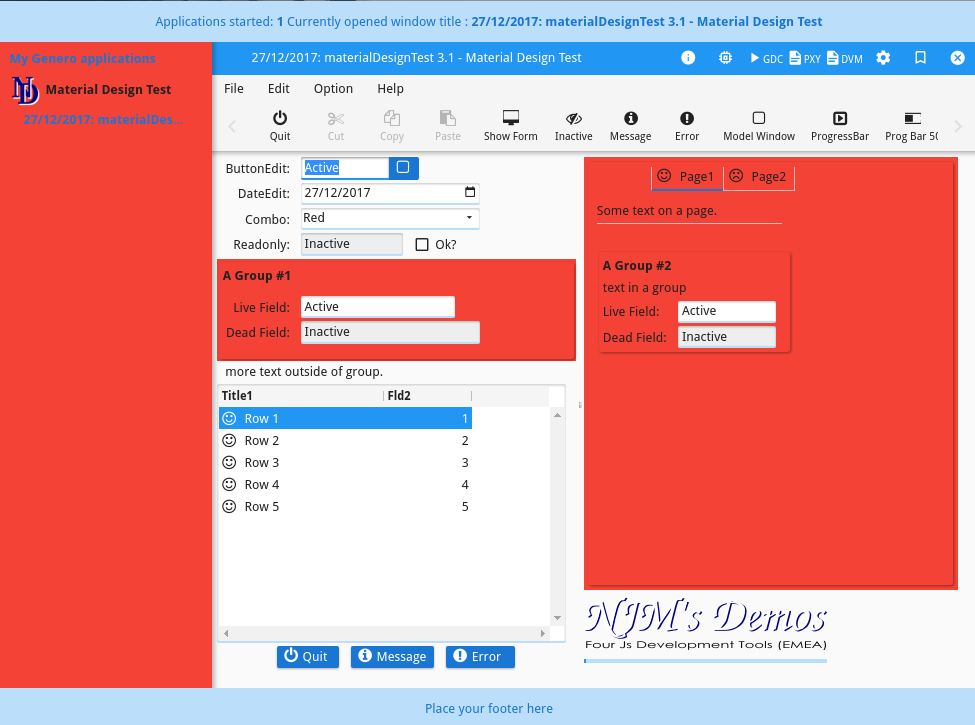 Applications started: 1 Currently opened window title : 27/12/2017: materialDesignTest 3.1 - Material Design Test
My Genero applications
Material Design Test
27/12/2017: materialDes...
27/12/2017: materialDesignTest 3.1 - Material Design Test
GDC PXY DVM
File Edit Option Help
Quit Cut Copy Paste Show Form Inactive Message Error Model Window ProgressBar Prog Bar 50
ButtonEdit: Active
DateEdit: 27/12/2017
Combo: Red
Readonly: Inactive Ok?
A Group #1
Live Field: Active
Dead Field: Inactive
more text outside of group.
Title1 Fld2
Row 1 1
Row 2 2
Row 3 3
Row 4 4
Row 5 5
Quit Message Error
Page1 Page2
Some text on a page.
A Group #2
text in a group
Live Field: Active
Dead Field: Inactive
NJM's Demos
Four Js Development Tools (EMEA)
Place your footer here